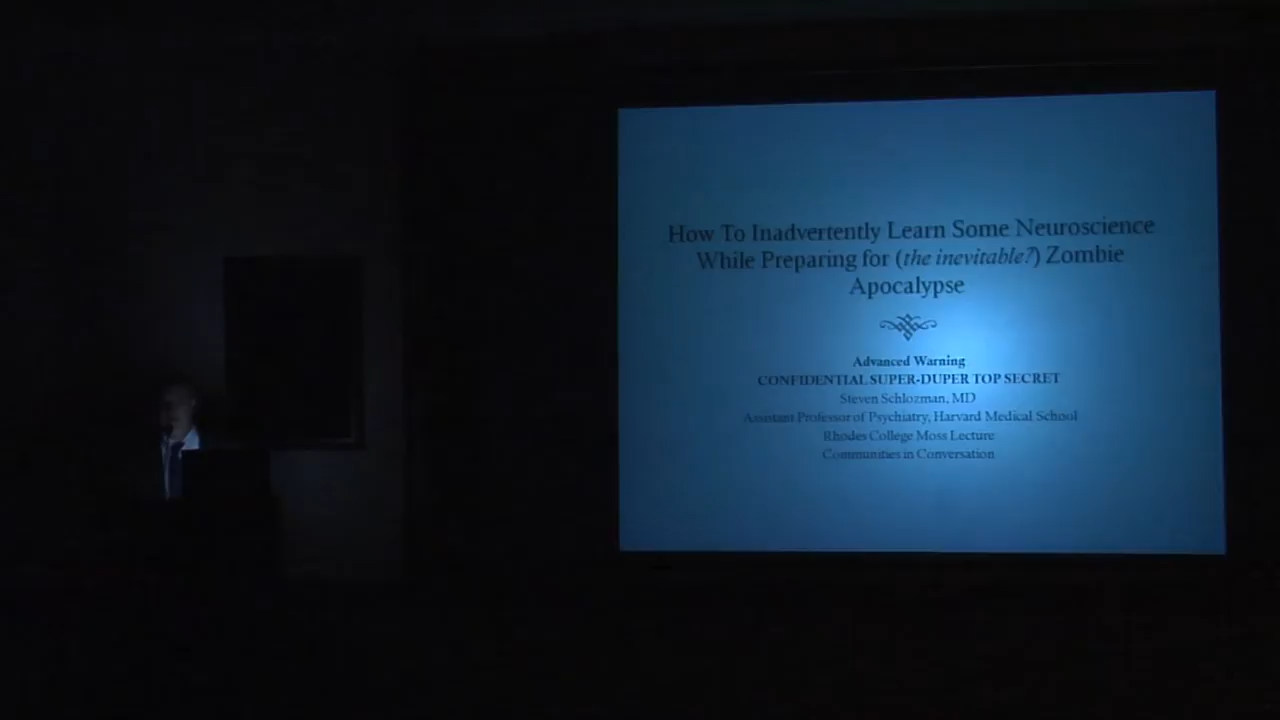 How To Inadvertently Learn Some Neuroscience
While Preparing for (the inevitable?) Zombie
Apocalypse
Advanced Warning
CONFIDENTIAL SUPER-DUPER TOP SECRET
Steven Schlozman, MD
Assistant Professor of Psychiatry, Harvard Medical School
Rhodes College Moss Lecture
Communities in Conversation